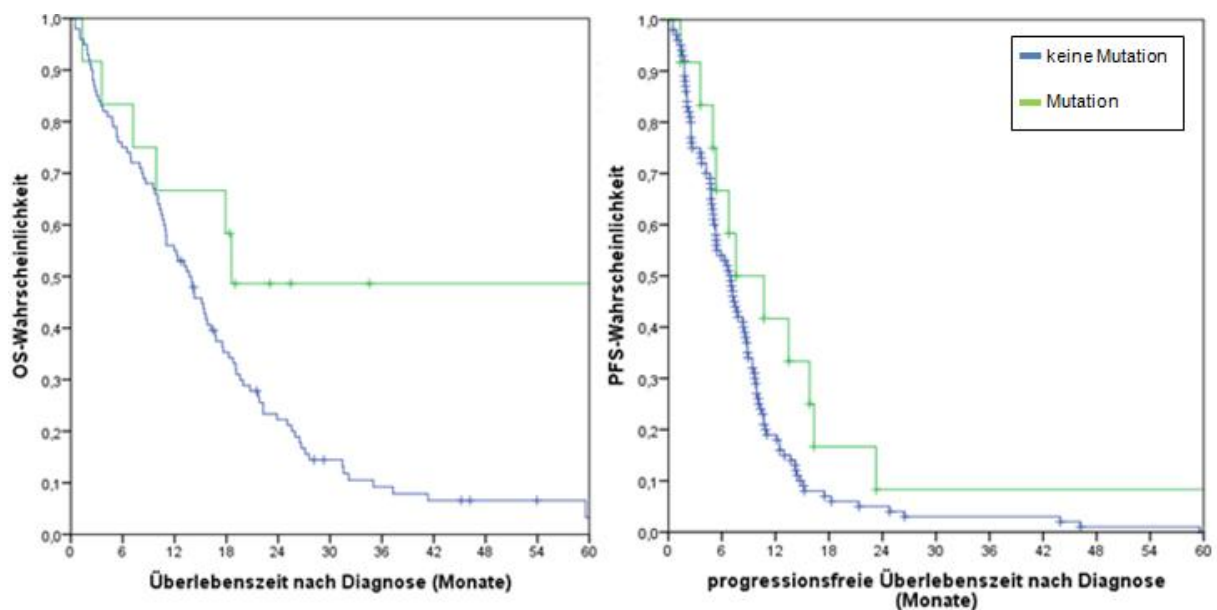 1,0
0,9
0,8
0,7
0,6
0,5
0,4
0,3
0,2
0,1
0,0
OS-Wahrscheinlichkeit
0 6 12 18 24 30 36 42 48 54 60
Überlebenszeit nach Diagnose (Monate)
1,0
0,9
0,8
0,7
0,6
0,5
0,4
0,3
0,2
0,1
0,0
PFS-Wahrscheinlichkeit
0 6 12 18 24 30 36 42 48 54 60
progressionsfreie Überlebenszeit nach Diagnose
(Monate)
keine Mutation
Mutation